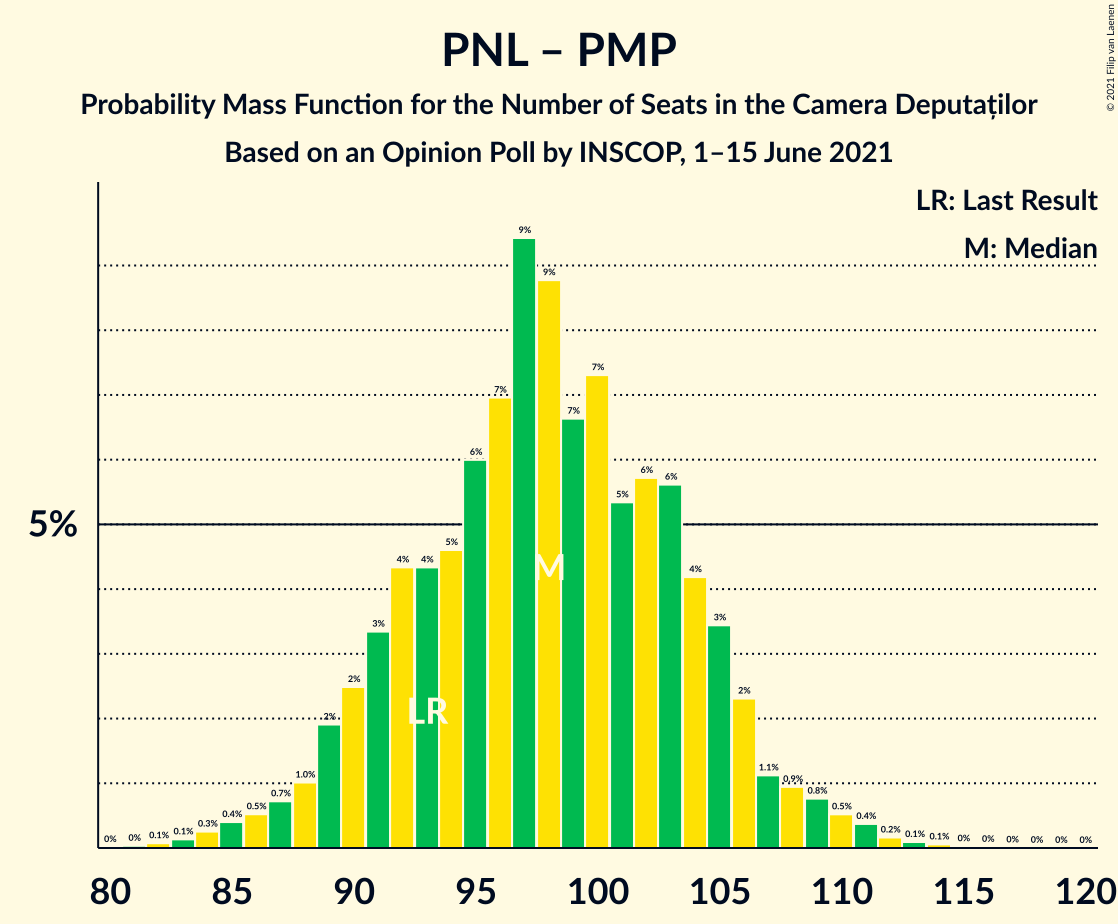 PNL – PMP
Probability Mass Function for the Number of Seats in the Camera Deputaților
Based on an Opinion Poll by INSCOP, 1–15 June 2021
© 2021 Filip van Laenen
LR: Last Result
M: Median
5%
0% 0% 0.1% 0.1% 0.3% 0.4% 0.5% 0.7% 1.0% 2% 2% 3% 4% 4% 5% 6% 7% 9% 9% 7% 7% 5% 6% 6% 4% 3% 2% 1.1% 0.9% 0.8% 0.5% 0.4% 0.2% 0.1% 0.1% 0% 0% 0% 0% 0% 0%
M
LR
80 85 90 95 100 105 110 115 120